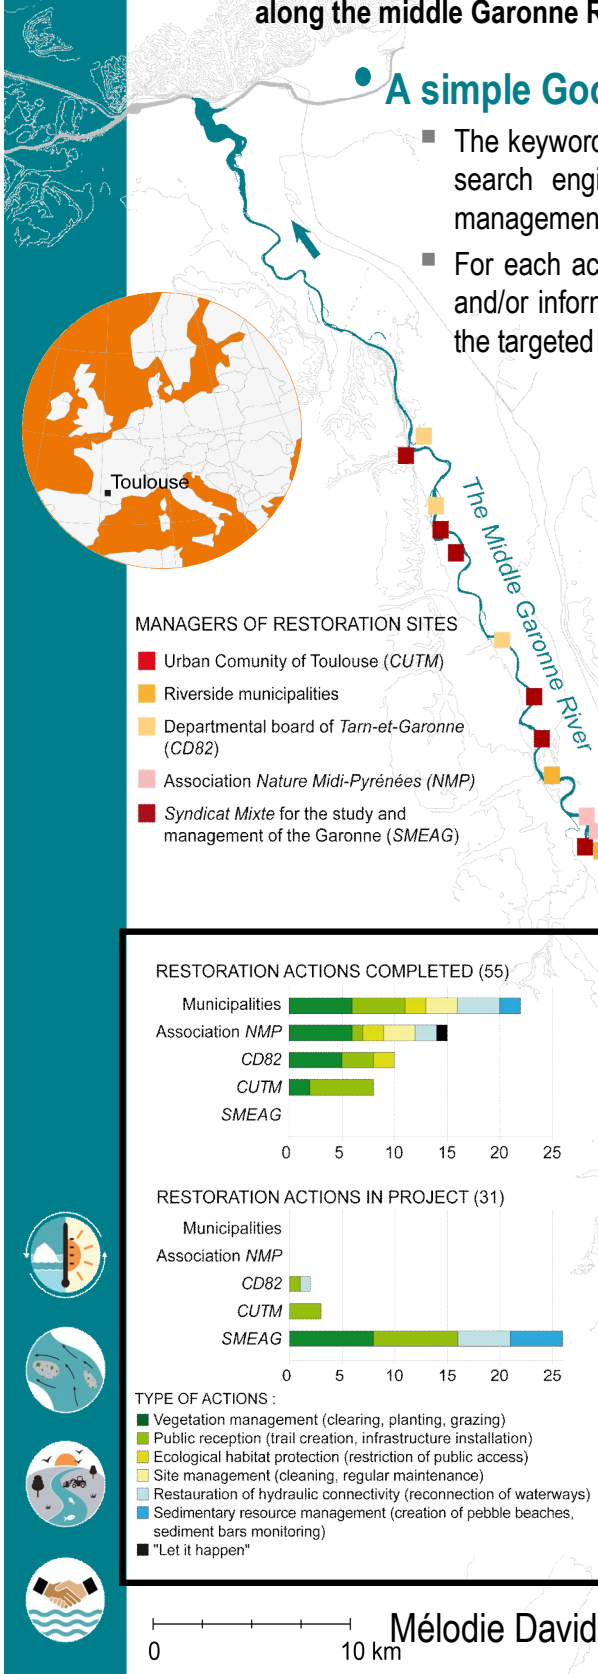 along the middle Garonne R
• A simple Goo
▪ The keyword
search engi
management
▪ For each ac
and/or inforr
the targeted
Toulouse
The Middle Garonne River
MANAGERS OF RESTORATION SITES
Urban Comunity of Toulouse (CUTM)
Riverside municipalities
Departmental board of Tarn-et-Garonne
(CD82)
Association Nature Midi-Pyrénées (NMP)
Syndicat Mixte for the study and
management of the Garonne (SMEAG)
RESTORATION ACTIONS COMPLETED (55)
Municipalities
Association NMP
CD82
CUTM
SMEAG
0 5 10 15 20 25
RESTORATION ACTIONS IN PROJECT (31)
Municipalities
Association NMP
CD82
CUTM
SMEAG
0 5 10 15 20 25
TYPE OF ACTIONS :
Vegetation management (clearing, planting, grazing)
Public reception (trail creation, infrastructure installation)
Ecological habitat protection (restriction of public access)
Site management (cleaning, regular maintenance)
Restauration of hydraulic connectivity (reconnection of waterways)
Sedimentary resource management (creation of pebble beaches,
sediment bars monitoring)
"Let it happen"
0 10 km
Mélodie David